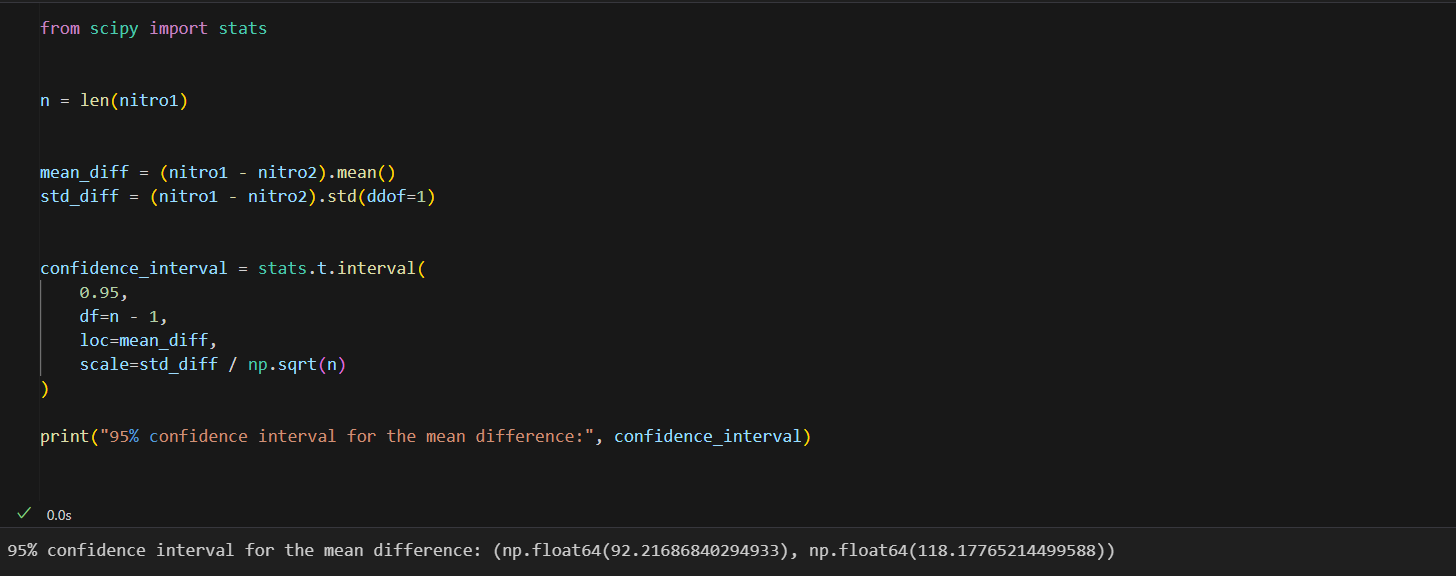 from scipy import stats
n = len(nitro1)
mean_diff = (nitro1 - nitro2).mean()
std_diff = (nitro1 - nitro2).std(ddof=1)
confidence_interval = stats.t.interval(
    0.95,
    df=n - 1,
    loc=mean_diff,
    scale=std_diff / np.sqrt(n)
)
print("95% confidence interval for the mean difference:", confidence_interval)
0.0s
95% confidence interval for the mean difference: (np.float64(92.21686840294933), np.float64(118.17765214499588))